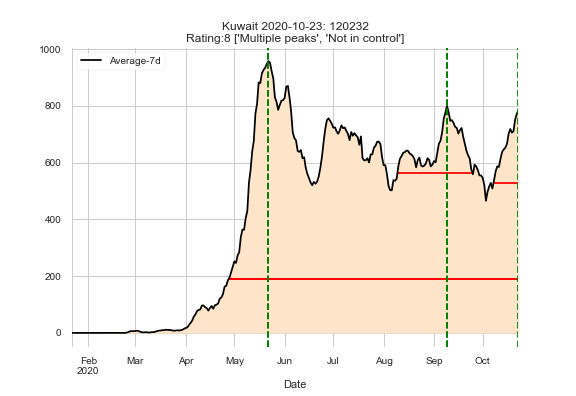 Kuwait 2020-10-23: 120232
Rating:8 ['Multiple peaks', 'Not in control']
Average-7d
1000
800
600
400
200
0
Feb Mar Apr May Jun Jul Aug Sep Oct
2020
Date